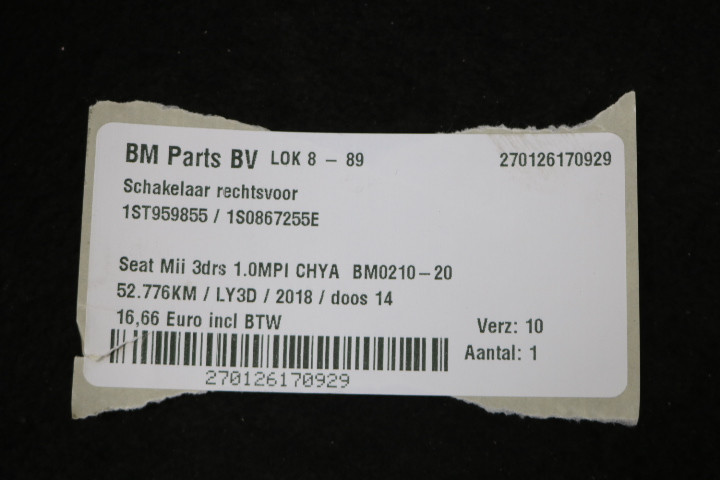 BM Parts BV LOK 8 - 89 270126170929
Schakelaar rechtsvoor
1ST959855 / 1S0867255E
Seat Mii 3drs 1.0MPI CHYA BM0210-20
52.776KM / LY3D / 2018 / doos 14
16,66 Euro incl BTW Verz: 10
Aantal: 1
270126170929